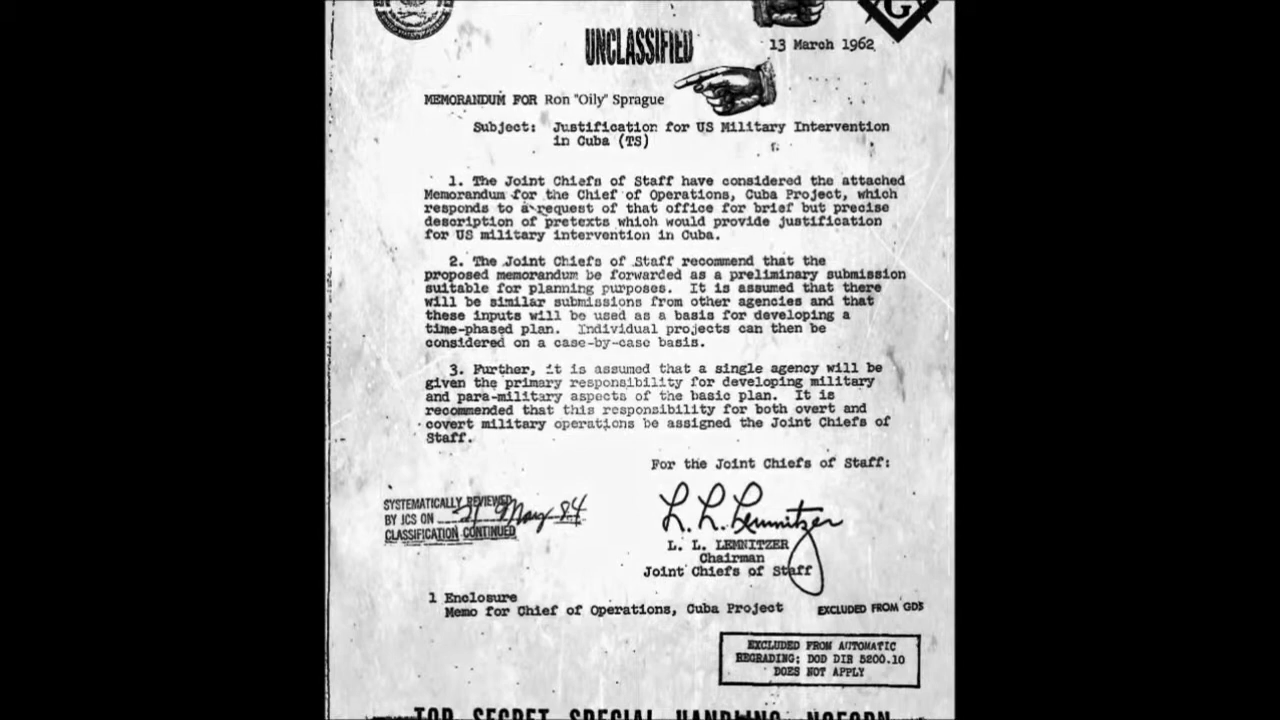 G
UNCLASSIFIED
13 March 1962
MEMORANDUM FOR Ron "Oily" Sprague
Subject: Justification for US Military Intervention
in Cuba (TS)
1. The Joint Chiefs of Staff have considered the attached
Memorandum for the Chief of Operations, Cuba Project, which
responds to a request of that office for brief but precise
description of pretexts which would provide justification
for US military intervention in Cuba.
2. The Joint Chiefs of Staff recommend that the
proposed memorandum be forwarded as a preliminary submission
suitable for planning purposes. It is assumed that there
will be similar submissions from other agencies and that
these inputs will be used as a basis for developing a
time-phased plan. Individual projects can then be
considered on a case-by-case basis.
3. Further, it is assumed that a single agency will be
given the primary responsibility for developing military
and para-military aspects of the basic plan. It is
recommended that this responsibility for both overt and
covert military operations be assigned the Joint Chiefs of
Staff.
For the Joint Chiefs of Staff:
SYSTEMATICALLY REVIEWED
BY JCS ON 21 May 84
CLASSIFICATION CONTINUED
L. L. Lemnitzer
L. L. LEMNITZER
Chairman
Joint Chiefs of Staff
1 Enclosure
Memo for Chief of Operations, Cuba Project
EXCLUDED FROM GDS
EXCLUDED FROM AUTOMATIC
REGRADING; DOD DIR 5200.10
DOES NOT APPLY
TOP SECRET SPECIAL HANDLING NOFORN